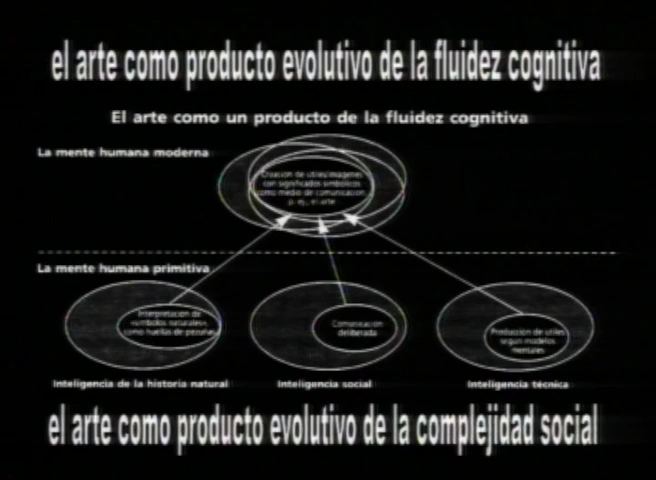 el arte como producto evolutivo de la fluidez cognitiva
El arte como un producto de la fluidez cognitiva
La mente humana moderna
Creación de útiles/imágenes
con significados simbólicos
como medio de comunicación,
p. ej., el arte
La mente humana primitiva
Interpretación de
«símbolos naturales»,
como huellas de pezuñas
Comunicación
deliberada
Producción de útiles
según modelos
mentales
Inteligencia de la historia natural
Inteligencia social
Inteligencia técnica
el arte como producto evolutivo de la complejidad social